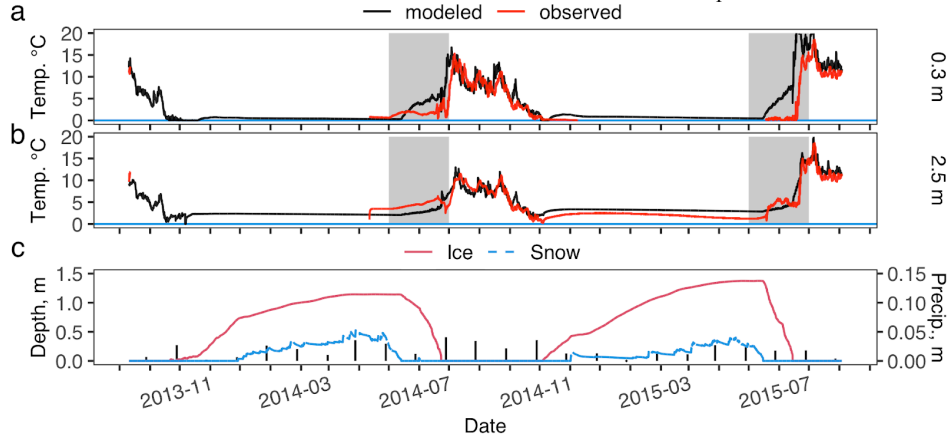 a
modeled observed
Temp. °C
20
15
10
5
0
0.3 m
b
Temp. °C
20
15
10
5
0
2.5 m
c
Ice Snow
Depth, m
1.5
1.0
0.5
0.0
0.15
0.10
0.05
0.00
Precip., m
2013-11 2014-03 2014-07 2014-11 2015-03 2015-07
Date